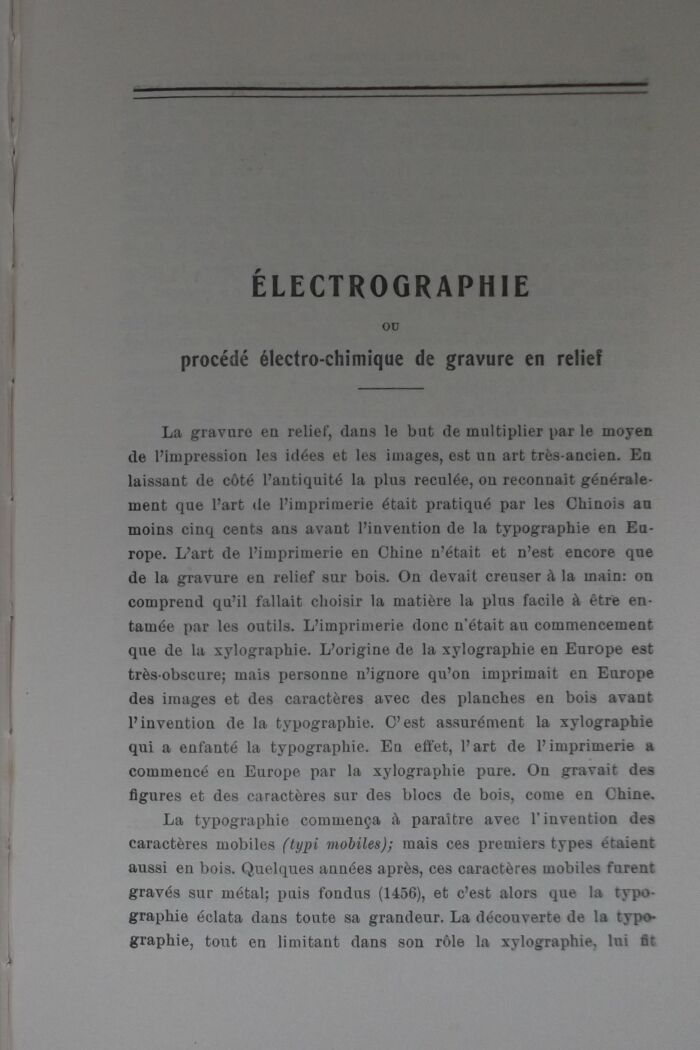 ÉLECTROGRAPHIE
OU
procédé électro-chimique de gravure en relief
La gravure en relief, dans le but de multiplier par le moyen
de l'impression les idées et les images, est un art très-ancien. En
laissant de côté l'antiquité la plus reculée, on reconnaît générale-
ment que l'art de l'imprimerie était pratiqué par les Chinois au
moins cinq cents ans avant l'invention de la typographie en Eu-
rope. L'art de l'imprimerie en Chine n'était et n'est encore que
de la gravure en relief sur bois. On devait creuser à la main: on
comprend qu'il fallait choisir la matière la plus facile à être en-
tamée par les outils. L'imprimerie donc n'était au commencement
que de la xylographie. L'origine de la xylographie en Europe est
très-obscure; mais personne n'ignore qu'on imprimait en Europe
des images et des caractères avec des planches en bois avant
l'invention de la typographie. C'est assurément la xylographie
qui a enfanté la typographie. En effet, l'art de l'imprimerie a
commencé en Europe par la xylographie pure. On gravait des
figures et des caractères sur des blocs de bois, come en Chine.
La typographie commença à paraître avec l'invention des
caractères mobiles (typi mobiles); mais ces premiers types étaient
aussi en bois. Quelques années après, ces caractères mobiles furent
gravés sur métal; puis fondus (1456), et c'est alors que la typo-
graphie éclata dans toute sa grandeur. La découverte de la typo-
graphie, tout en limitant dans son rôle la xylographie, lui fit